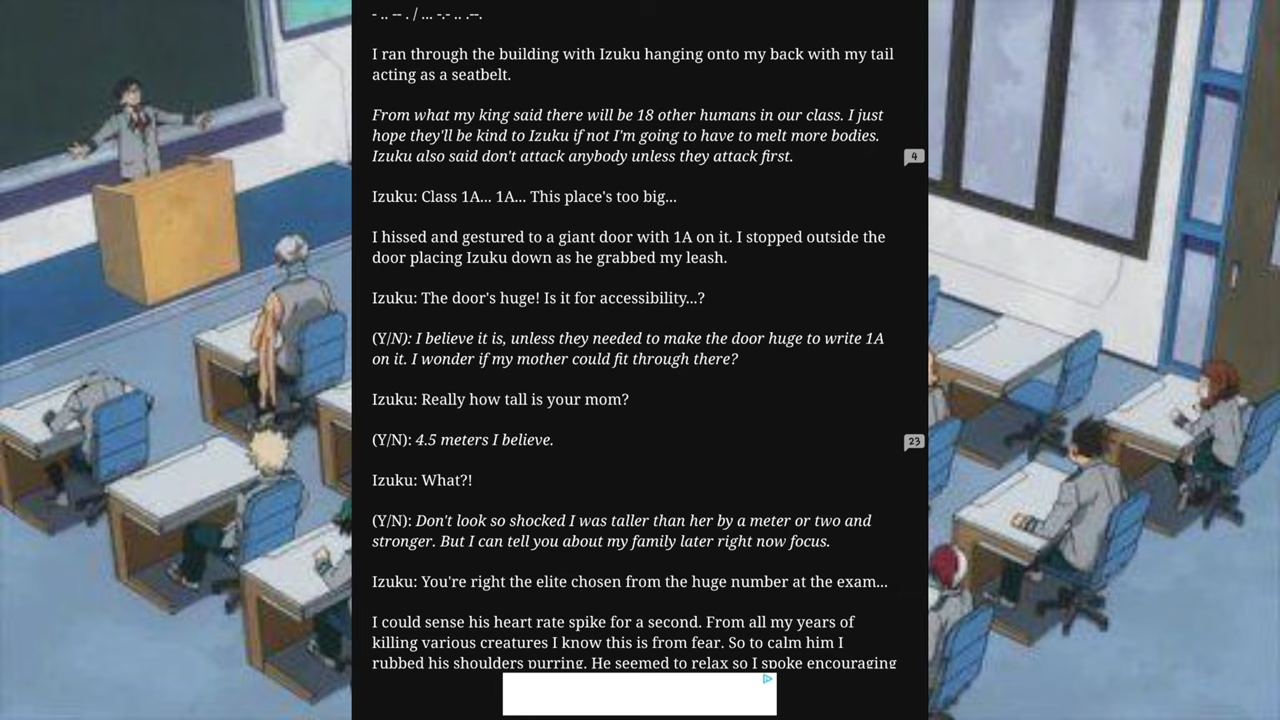 - .. -- . / ... -.- .. .--.
I ran through the building with Izuku hanging onto my back with my tail
acting as a seatbelt.
From what my king said there will be 18 other humans in our class. I just
hope they'll be kind to Izuku if not I'm going to have to melt more bodies.
Izuku also said don't attack anybody unless they attack first.
4
Izuku: Class 1A... 1A... This place's too big...
I hissed and gestured to a giant door with 1A on it. I stopped outside the
door placing Izuku down as he grabbed my leash.
Izuku: The door's huge! Is it for accessibility...?
(Y/N): I believe it is, unless they needed to make the door huge to write 1A
on it. I wonder if my mother could fit through there?
Izuku: Really how tall is your mom?
(Y/N): 4.5 meters I believe.
23
Izuku: What?!
(Y/N): Don't look so shocked I was taller than her by a meter or two and
stronger. But I can tell you about my family later right now focus.
Izuku: You're right the elite chosen from the huge number at the exam...
I could sense his heart rate spike for a second. From all my years of
killing various creatures I know this is from fear. So to calm him I
rubbed his shoulders purring. He seemed to relax so I spoke encouraging